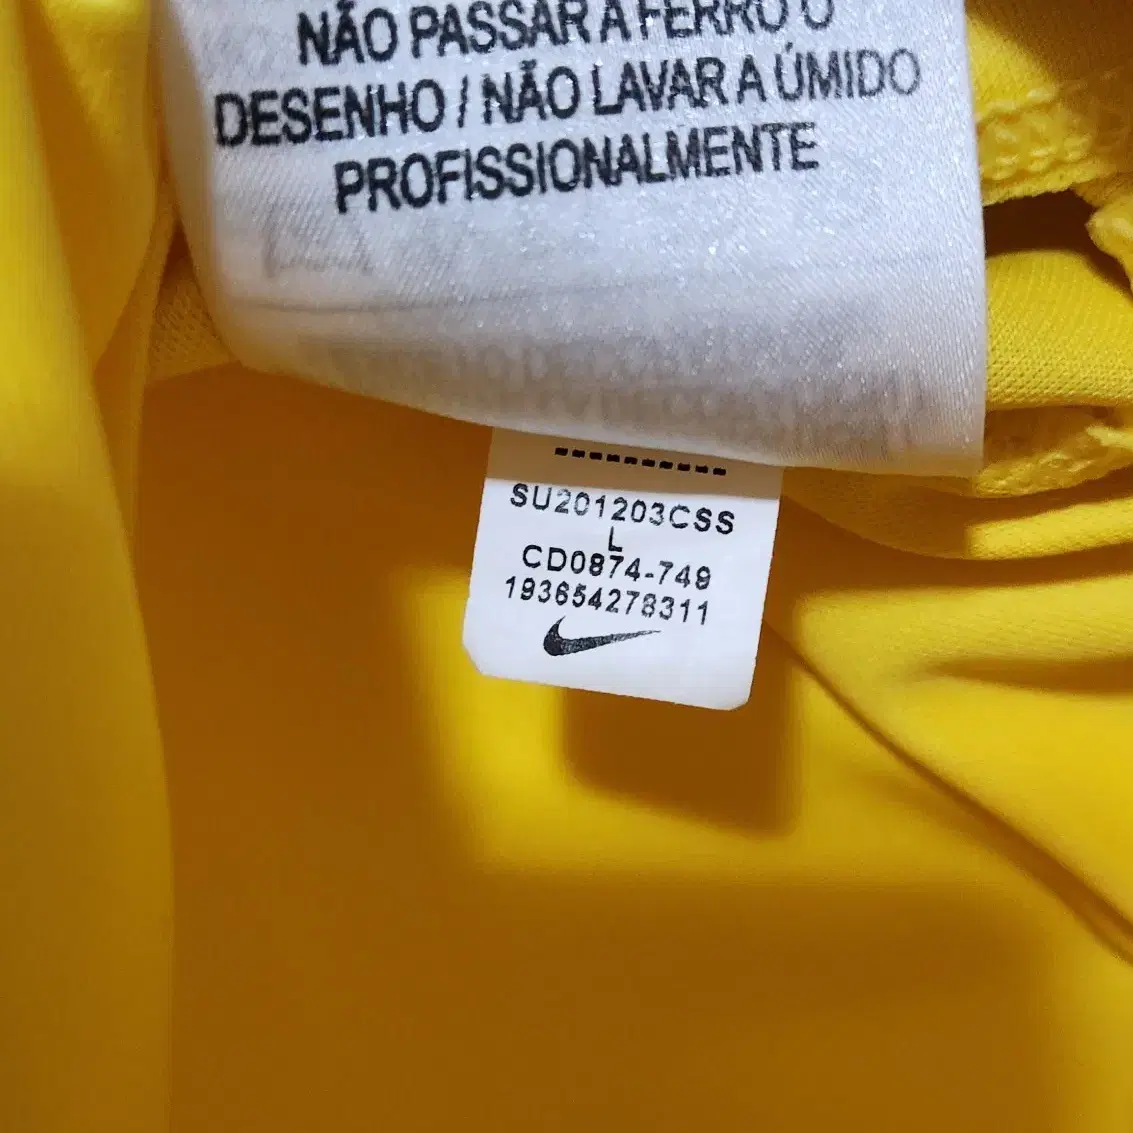 NÃO PASSAR A FERRO O
DESENHO / NÃO LAVAR A ÚMIDO
PROFISSIONALMENTE
SU201203CSS
L
CD0874-749
193654278311